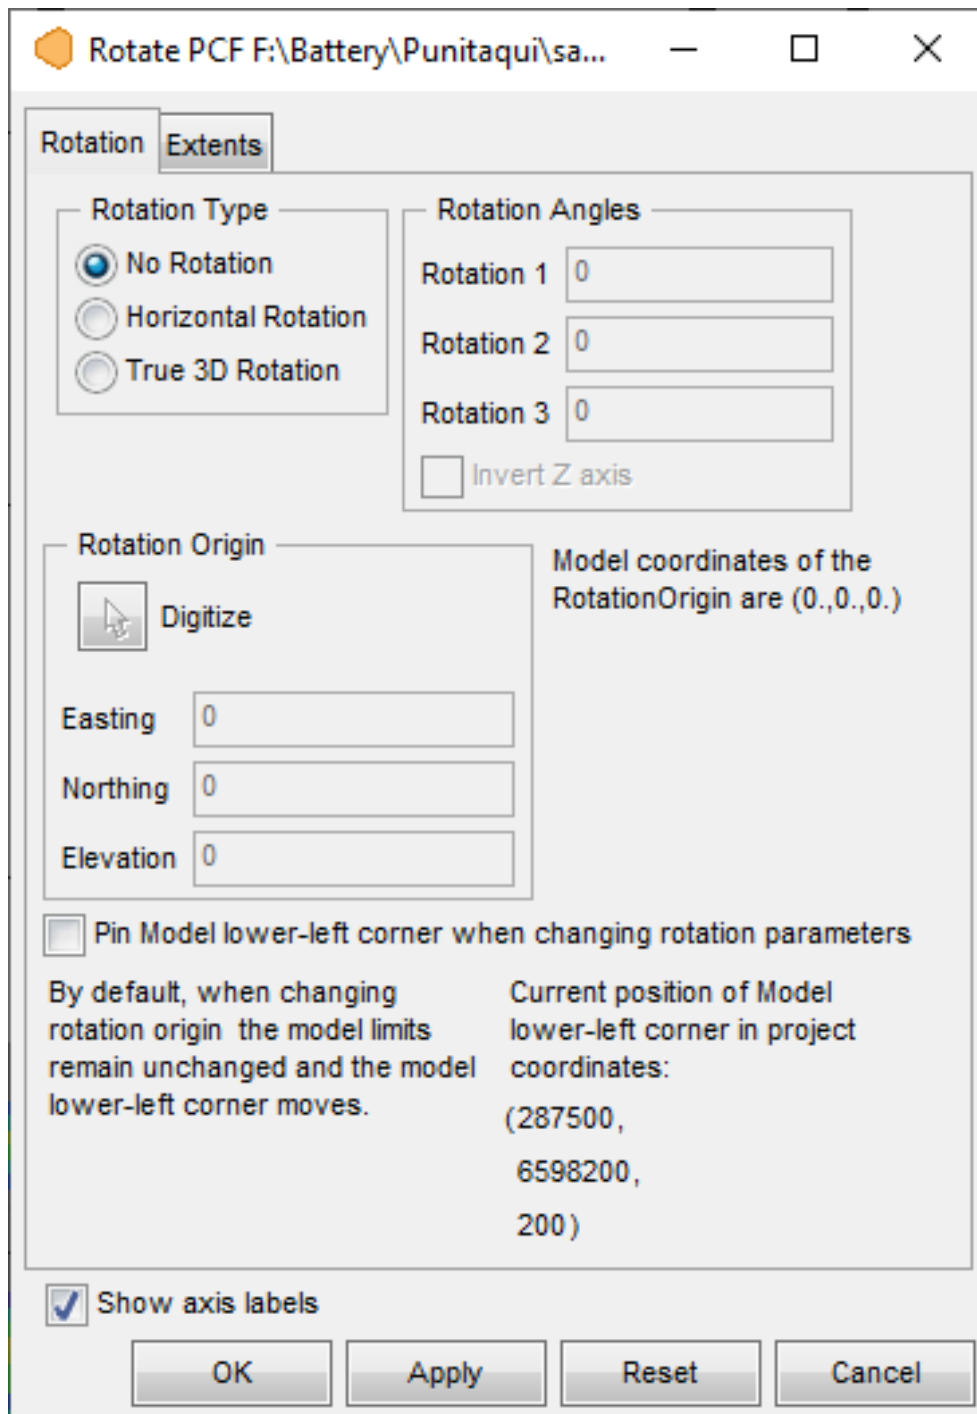 Rotate PCF F:\Battery\Punitaqui\sa...
Rotation Extents
Rotation Type
No Rotation
Horizontal Rotation
True 3D Rotation
Rotation Angles
Rotation 1 0
Rotation 2 0
Rotation 3 0
Invert Z axis
Rotation Origin
Digitize
Easting 0
Northing 0
Elevation 0
Model coordinates of the
RotationOrigin are (0.,0.,0.)
Pin Model lower-left corner when changing rotation parameters
By default, when changing
rotation origin  the model limits
remain unchanged and the model
lower-left corner moves.
Current position of Model
lower-left corner in project
coordinates:
(287500,
6598200,
200)
Show axis labels
OK Apply Reset Cancel